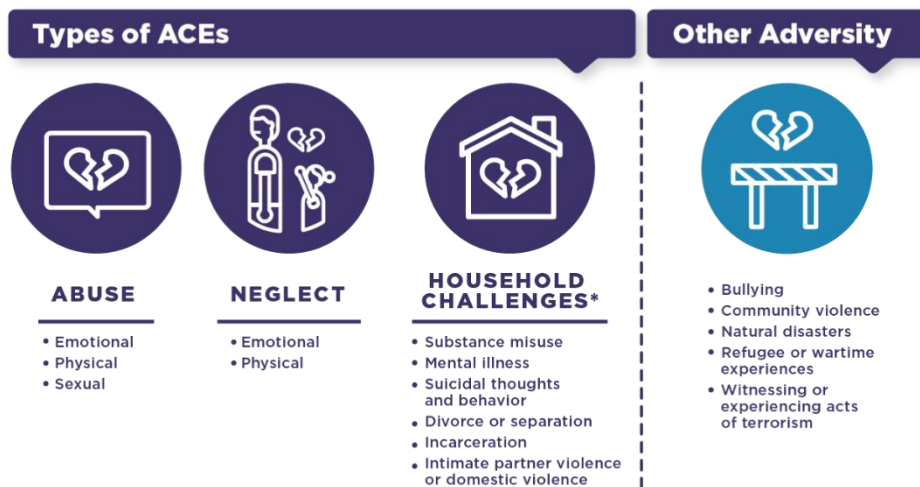 Types of ACEs
Other Adversity
ABUSE
• Emotional
• Physical
• Sexual
NEGLECT
• Emotional
• Physical
HOUSEHOLD
CHALLENGES*
• Substance misuse
• Mental illness
• Suicidal thoughts
and behavior
• Divorce or separation
• Incarceration
• Intimate partner violence
or domestic violence
• Bullying
• Community violence
• Natural disasters
• Refugee or wartime
experiences
• Witnessing or
experiencing acts
of terrorism